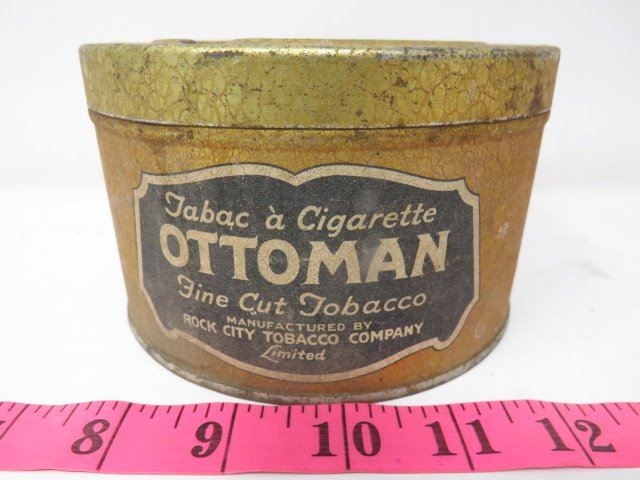 Tabac à Cigarette
OTTOMAN
Fine Cut Tobacco
MANUFACTURED BY
ROCK CITY TOBACCO COMPANY
Limited
8 9 10 11 12